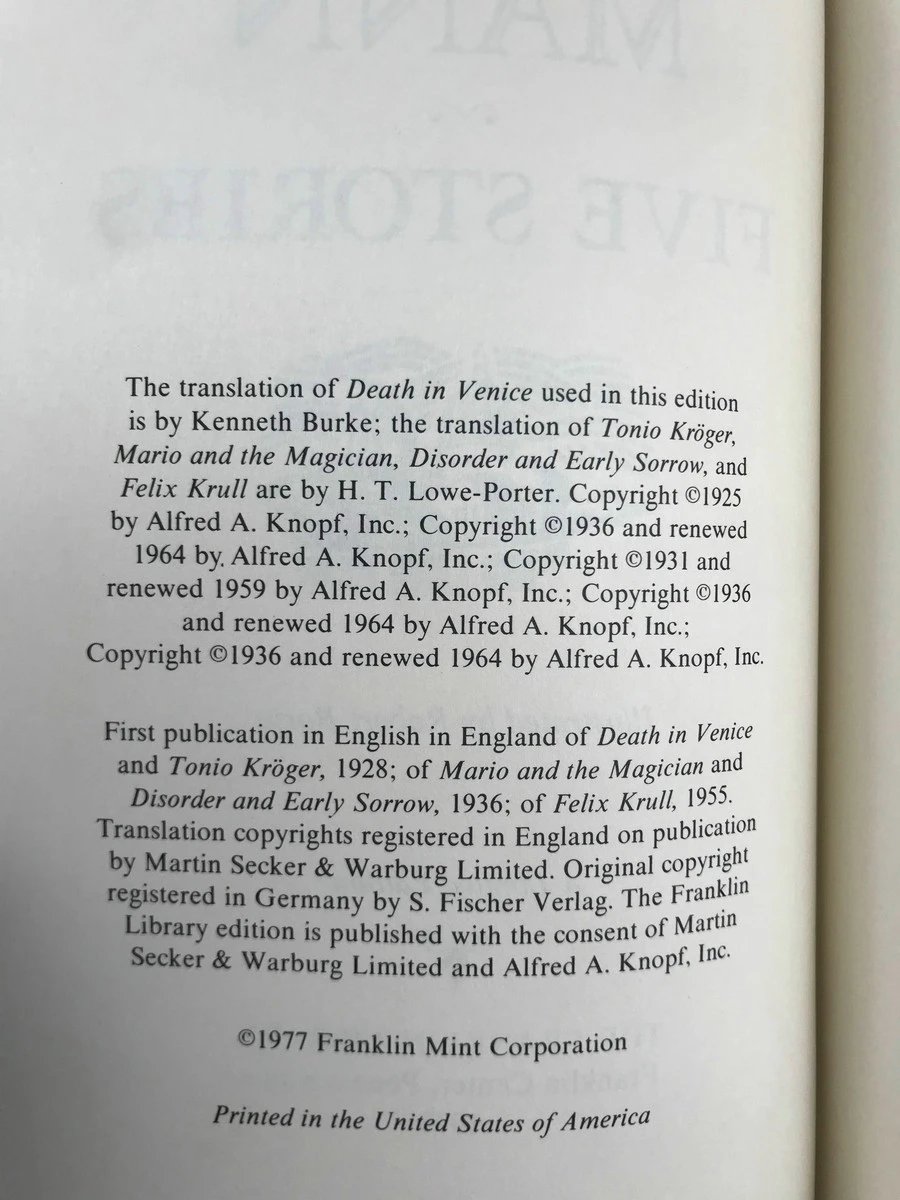 MANN
FIVE STORIES
The translation of Death in Venice used in this edition
is by Kenneth Burke; the translation of Tonio Kröger,
Mario and the Magician, Disorder and Early Sorrow, and
Felix Krull are by H. T. Lowe-Porter. Copyright ©1925
by Alfred A. Knopf, Inc.; Copyright ©1936 and renewed
1964 by Alfred A. Knopf, Inc.; Copyright ©1931 and
renewed 1959 by Alfred A. Knopf, Inc.; Copyright ©1936
and renewed 1964 by Alfred A. Knopf, Inc.;
Copyright ©1936 and renewed 1964 by Alfred A. Knopf, Inc.
First publication in English in England of Death in Venice
and Tonio Kröger, 1928; of Mario and the Magician and
Disorder and Early Sorrow, 1936; of Felix Krull, 1955.
Translation copyrights registered in England on publication
by Martin Secker & Warburg Limited. Original copyright
registered in Germany by S. Fischer Verlag. The Franklin
Library edition is published with the consent of Martin
Secker & Warburg Limited and Alfred A. Knopf, Inc.
©1977 Franklin Mint Corporation
Printed in the United States of America